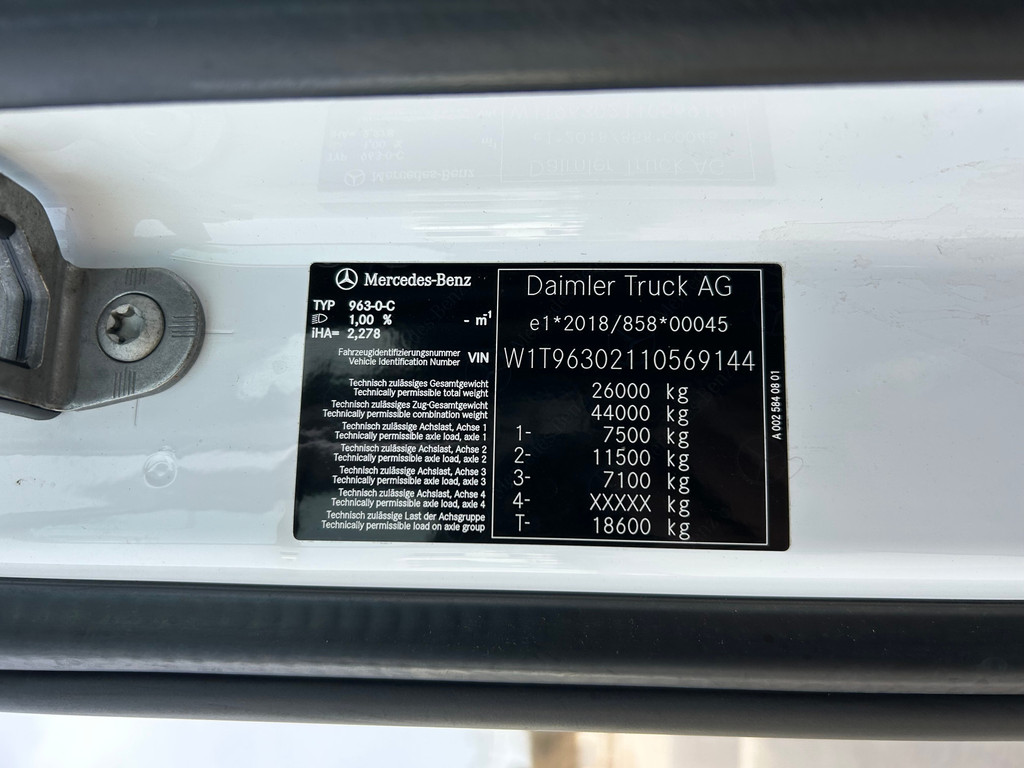 Mercedes-Benz
TYP 963-0-C
1,00 % - m⁻¹
iHA= 2,278
Daimler Truck AG
e1*2018/858*00045
Fahrzeugidentifizierungsnummer
Vehicle Identification Number VIN W1T96302110569144
Technisch zulässiges Gesamtgewicht
Technically permissible total weight 26000 kg
Technisch zulässiges Zug-Gesamtgewicht
Technically permissible combination weight 44000 kg
Technisch zulässige Achslast, Achse 1
Technically permissible axle load, axle 1 1- 7500 kg
Technisch zulässige Achslast, Achse 2
Technically permissible axle load, axle 2 2- 11500 kg
Technisch zulässige Achslast, Achse 3
Technically permissible axle load, axle 3 3- 7100 kg
Technisch zulässige Achslast, Achse 4
Technically permissible axle load, axle 4 4- XXXXX kg
Technisch zulässige Last der Achsgruppe
Technically permissible load on axle group T- 18600 kg
A 002 584 08 01